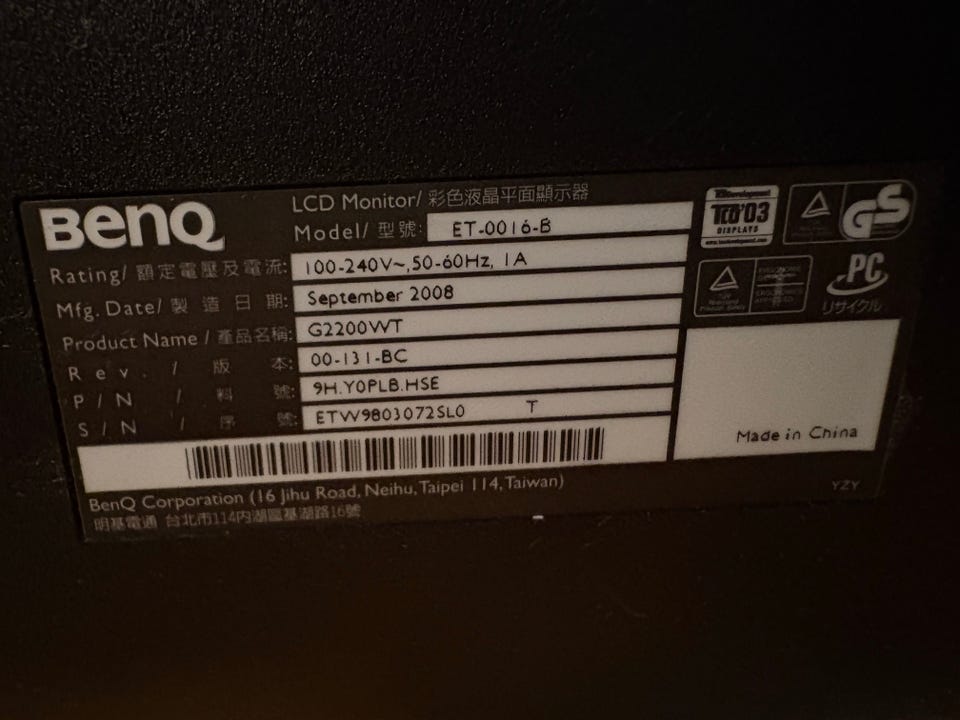 BenQ
LCD Monitor/ 彩色液晶平面顯示器
Model/ 型號: ET-0016-B
Rating/ 額定電壓及電流: 100-240V~,50-60Hz, 1A
Mfg. Date/ 製造日期: September 2008
Product Name / 產品名稱: G2200WT
Rev. / 版本: 00-131-BC
P/N / 料號: 9H.Y0PLB.HSE
S/N / 序號: ETW9803072SL0 T
BenQ Corporation (16 Jihu Road, Neihu, Taipei 114, Taiwan)
明基電通 台北市114內湖區基湖路16號
TCO'03
DISPLAYS
GS
ERGONOMICS
PC
リサイクル
Made in China
YZY